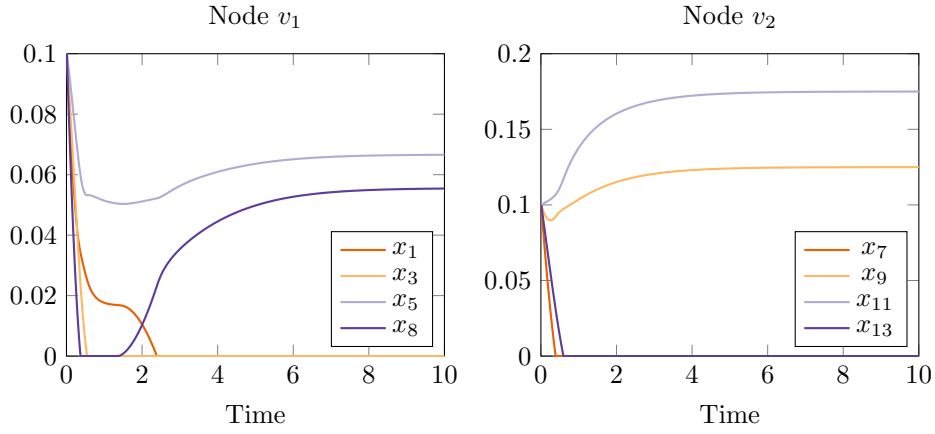 Node v₁
0.1
0.08
0.06
0.04
0.02
0
0 2 4 6 8 10
Time
x₁
x₃
x₅
x₈
Node v₂
0.2
0.15
0.1
0.05
0
0 2 4 6 8 10
Time
x₇
x₉
x₁₁
x₁₃